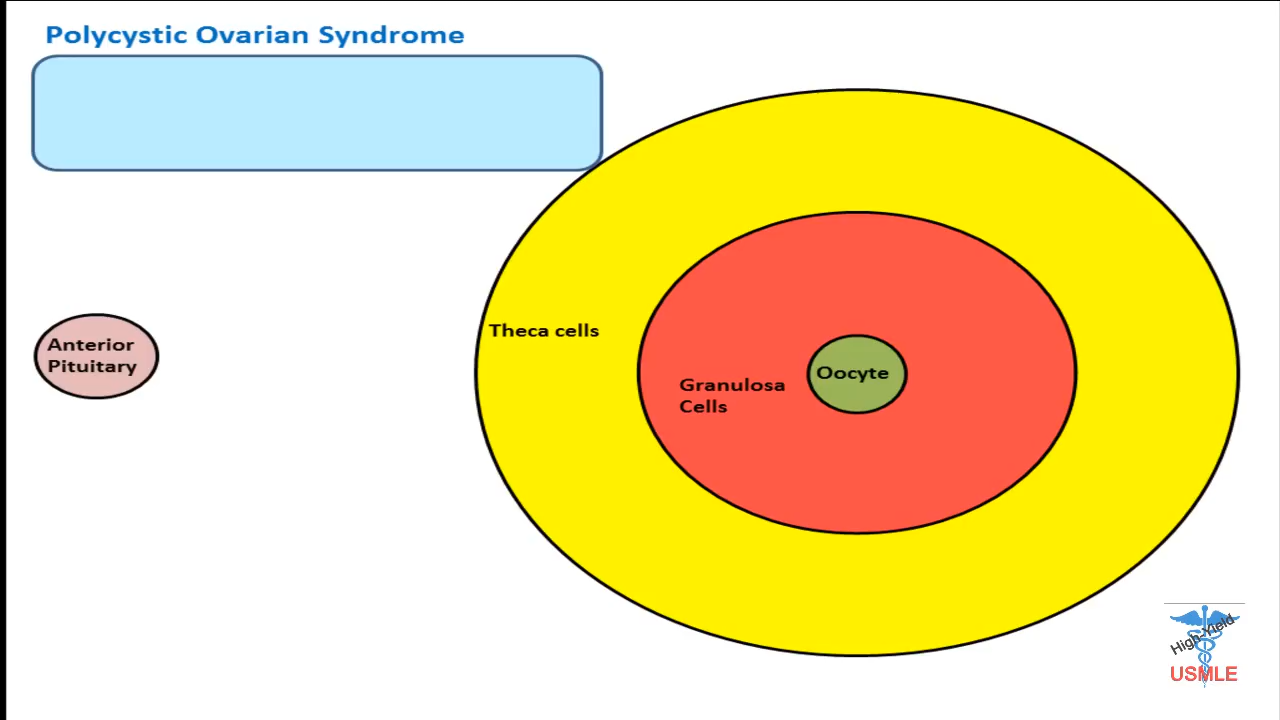 Polycystic Ovarian Syndrome
Theca cells
Anterior
Pituitary
Granulosa
Cells
Oocyte
High-Yield
USMLE